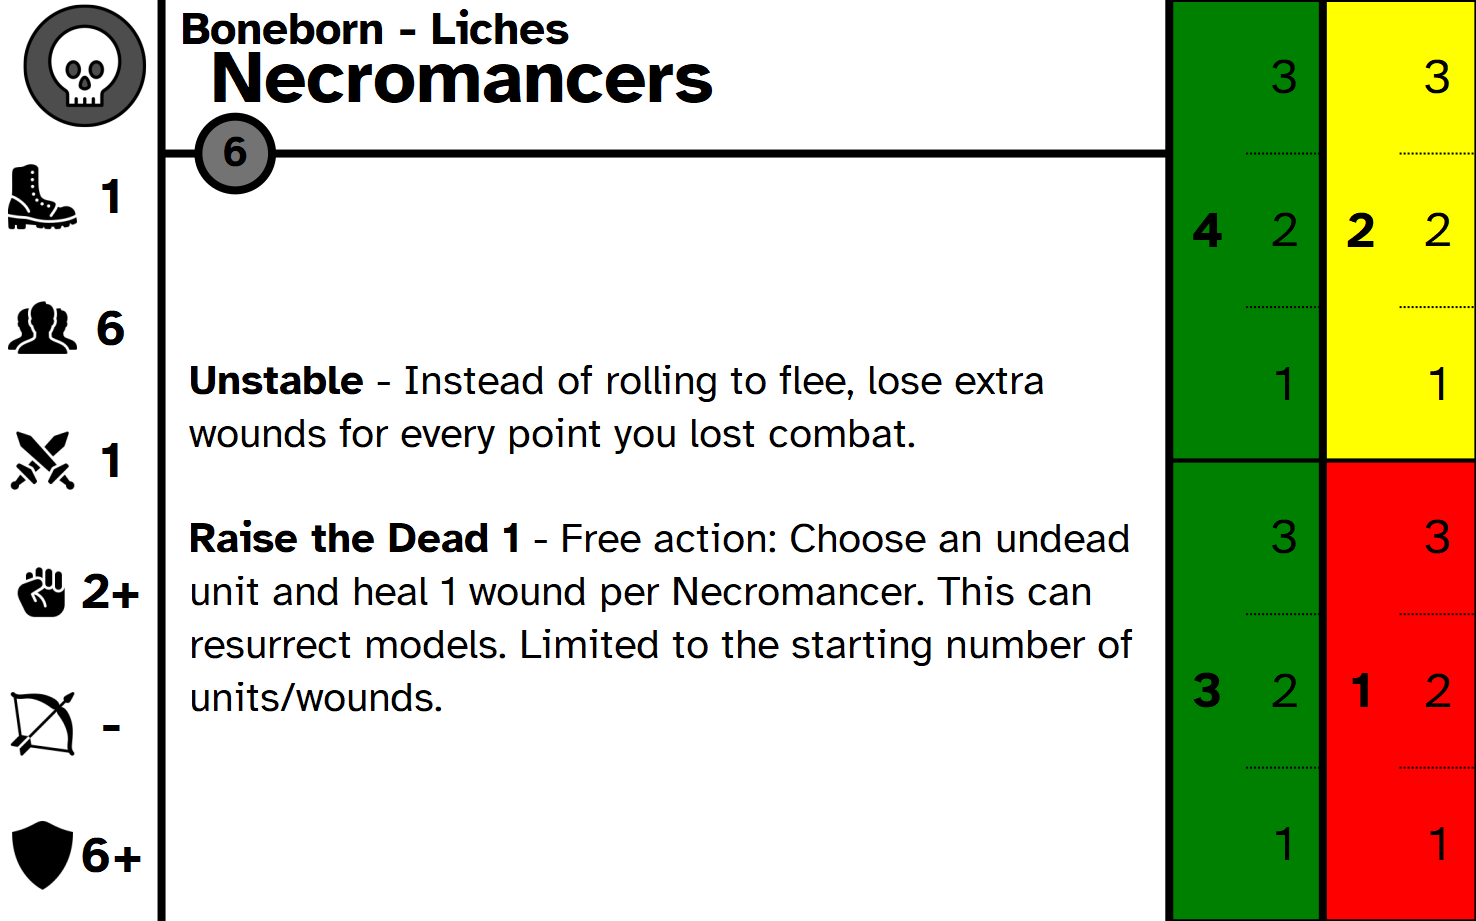 Boneborn - Liches
Necromancers
6
1
6
1
2+
-
6+
Unstable - Instead of rolling to flee, lose extra
wounds for every point you lost combat.
Raise the Dead 1 - Free action: Choose an undead
unit and heal 1 wound per Necromancer. This can
resurrect models. Limited to the starting number of
units/wounds.
3
4 2
1
3
2 2
1
3
3 2
1
3
1 2
1